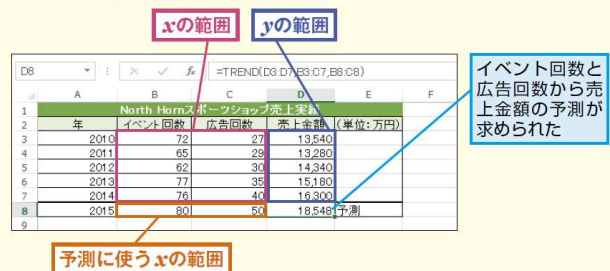 xの範囲
yの範囲
D8 fx =TREND(D3:D7,B3:C7,B8:C8)
A B C D E F
1 North Hornスポーツショップ売上実績
2 年 イベント回数 広告回数 売上金額 (単位:万円)
3 2010 72 27 13,540
4 2011 65 29 13,280
5 2012 62 30 14,340
6 2013 77 35 15,180
7 2014 76 40 16,300
8 2015 80 50 18,548 予測
9
イベント回数と
広告回数から売
上金額の予測が
求められた
予測に使うxの範囲